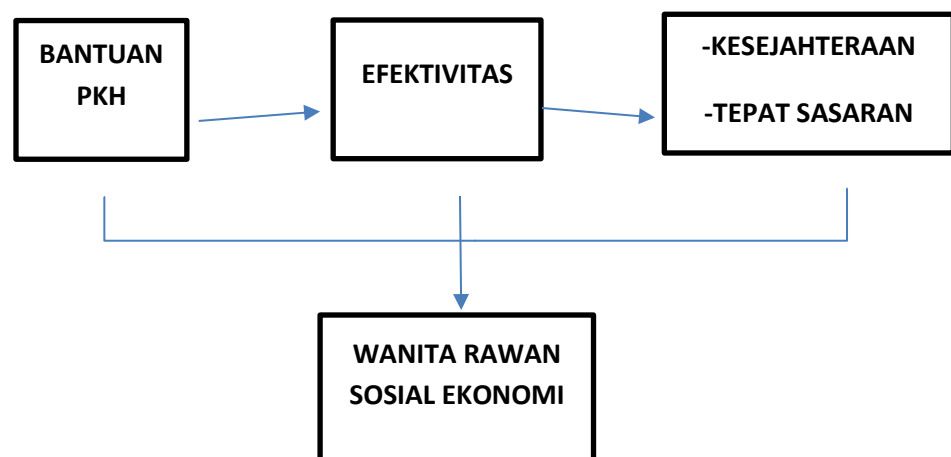 BANTUAN
PKH
EFEKTIVITAS
-KESEJAHTERAAN
-TEPAT SASARAN
WANITA RAWAN
SOSIAL EKONOMI